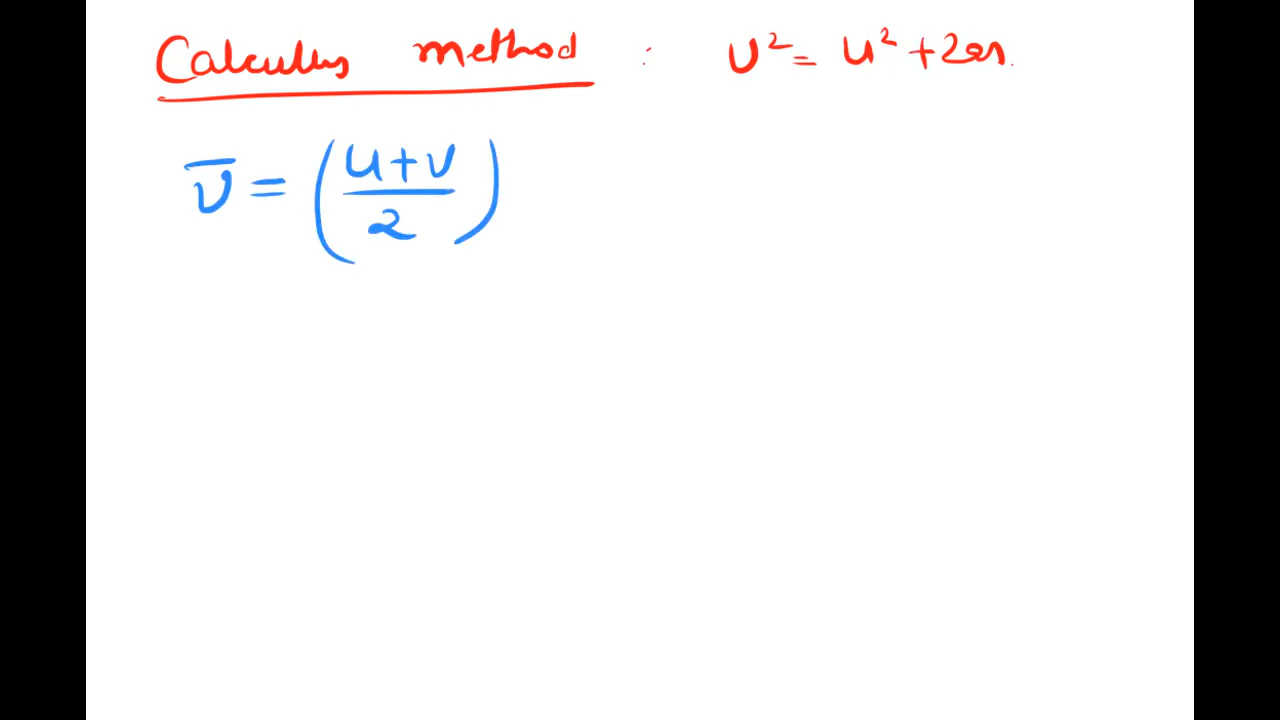 Calculus method : v² = u² + 2as.
v̄ = ( (u+v)/2 )